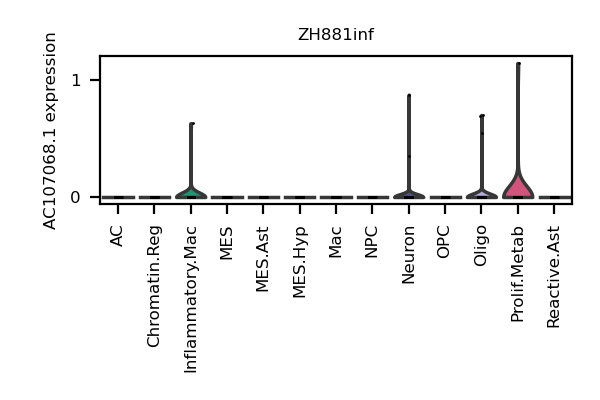 ZH881inf
AC107068.1 expression
1
0
AC
Chromatin.Reg
Inflammatory.Mac
MES
MES.Ast
MES.Hyp
Mac
NPC
Neuron
OPC
Oligo
Prolif.Metab
Reactive.Ast